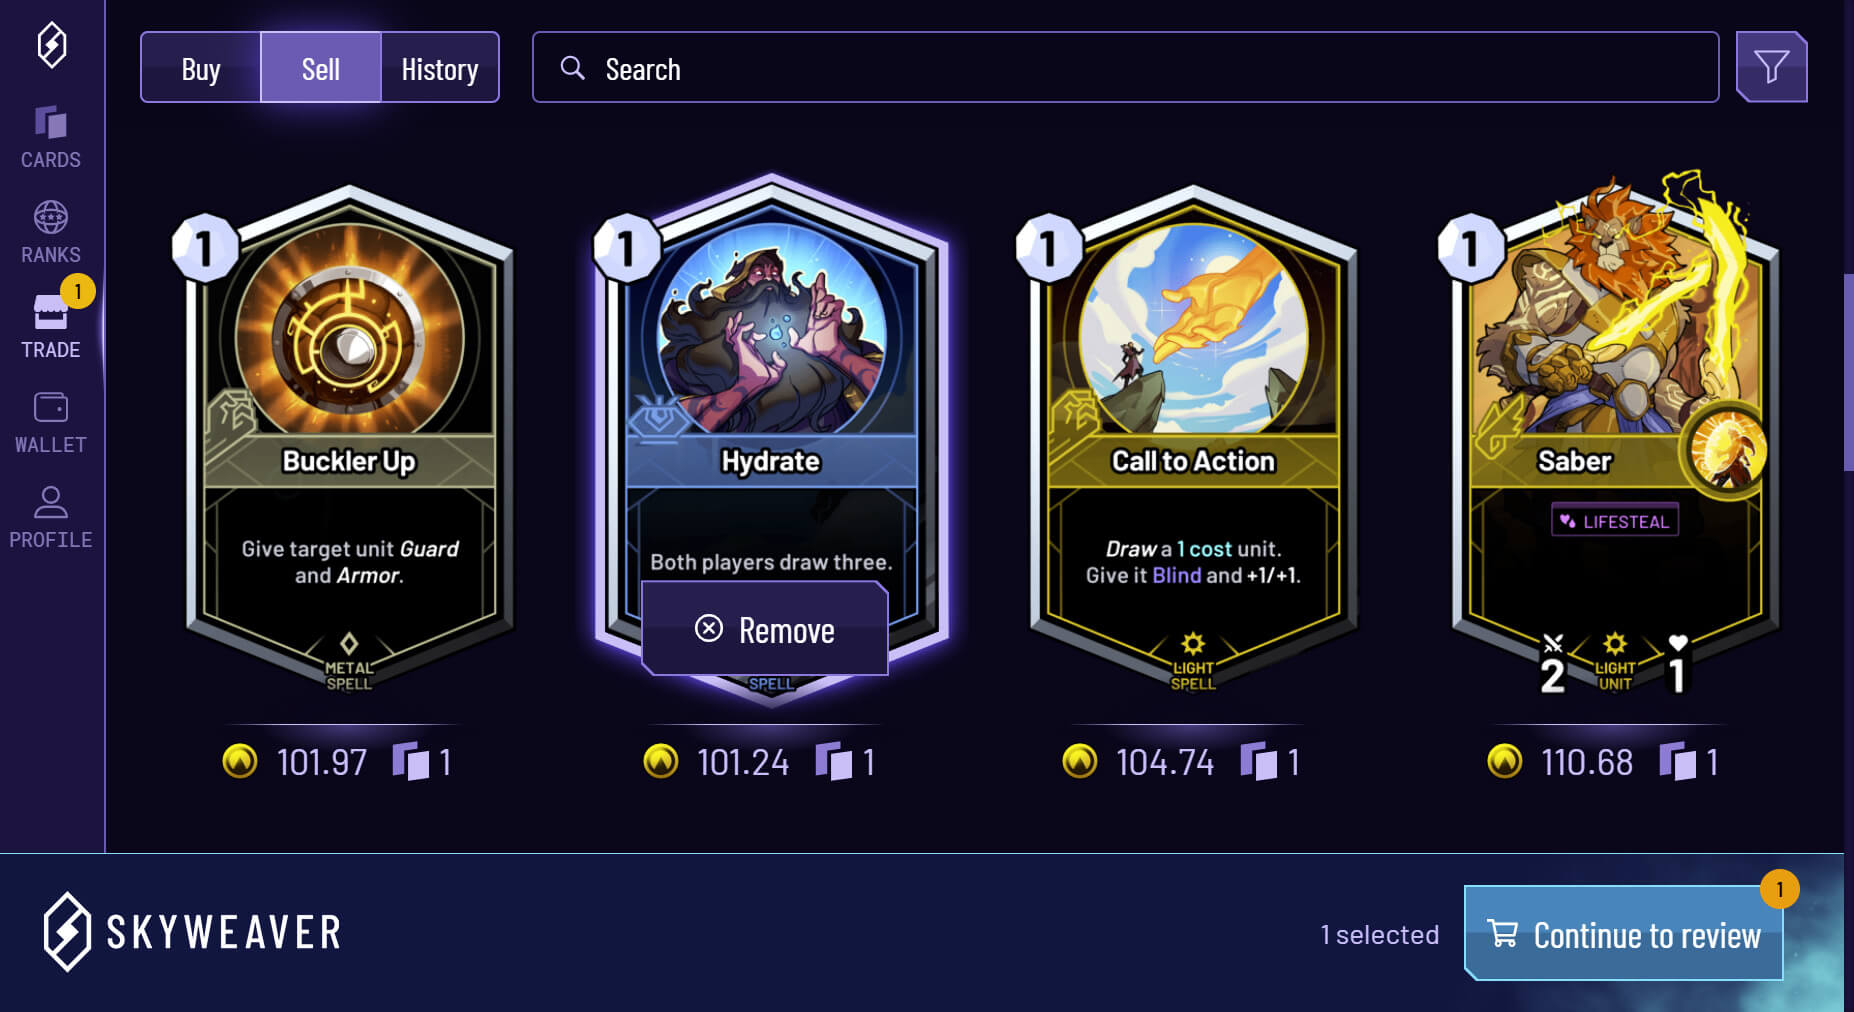 Buy
Sell
History
Search
CARDS
RANKS
1
TRADE
WALLET
PROFILE
1
Buckler Up
Give target unit Guard
and Armor.
METAL
SPELL
101.97
1
1
Hydrate
Both players draw three.
Remove
SPELL
101.24
1
1
Call to Action
Draw a 1 cost unit.
Give it Blind and +1/+1.
LIGHT
SPELL
104.74
1
1
Saber
LIFESTEAL
2
LIGHT
UNIT
1
110.68
1
SKYWEAVER
1 selected
Continue to review
1